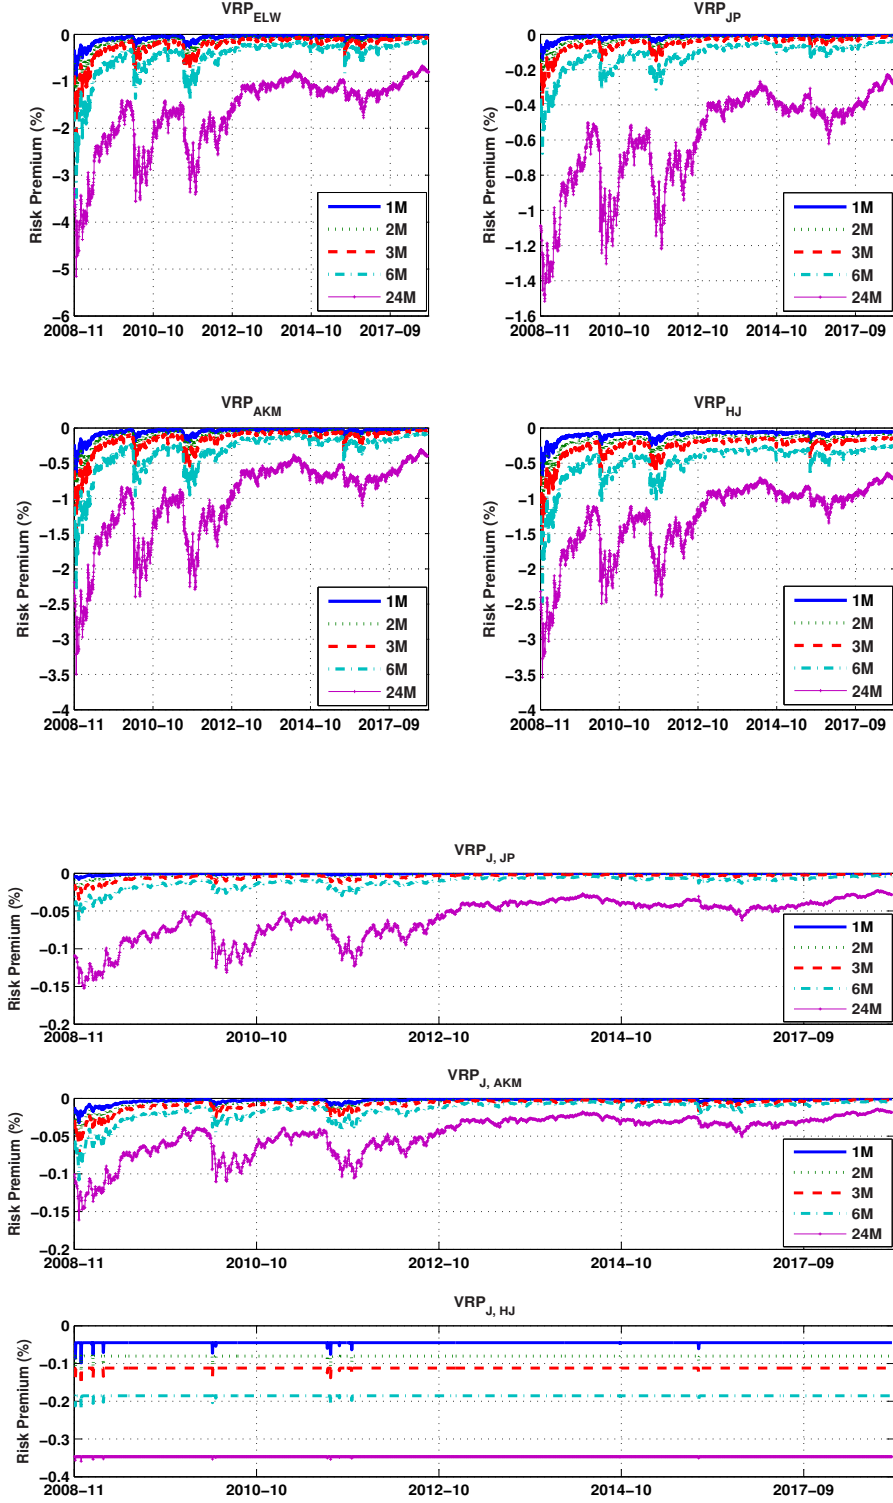 VRP_ELW
Risk Premium (%)
0
−1
−2
−3
−4
−5
−6
2008−11 2010−10 2012−10 2014−10 2017−09
1M
2M
3M
6M
24M
VRP_JP
0
−0.2
−0.4
−0.6
−0.8
−1
−1.2
−1.4
−1.6
2008−11 2010−10 2012−10 2014−10 2017−09
1M
2M
3M
6M
24M
VRP_AKM
Risk Premium (%)
0
−0.5
−1
−1.5
−2
−2.5
−3
−3.5
−4
2008−11 2010−10 2012−10 2014−10 2017−09
1M
2M
3M
6M
24M
VRP_HJ
Risk Premium (%)
0
−0.5
−1
−1.5
−2
−2.5
−3
−3.5
−4
2008−11 2010−10 2012−10 2014−10 2017−09
1M
2M
3M
6M
24M
VRP_J, JP
Risk Premium (%)
0
−0.05
−0.1
−0.15
−0.2
2008−11 2010−10 2012−10 2014−10 2017−09
1M
2M
3M
6M
24M
VRP_J, AKM
Risk Premium (%)
0
−0.05
−0.1
−0.15
−0.2
2008−11 2010−10 2012−10 2014−10 2017−09
1M
2M
3M
6M
24M
VRP_J, HJ
Risk Premium (%)
0
−0.1
−0.2
−0.3
−0.4
2008−11 2010−10 2012−10 2014−10 2017−09